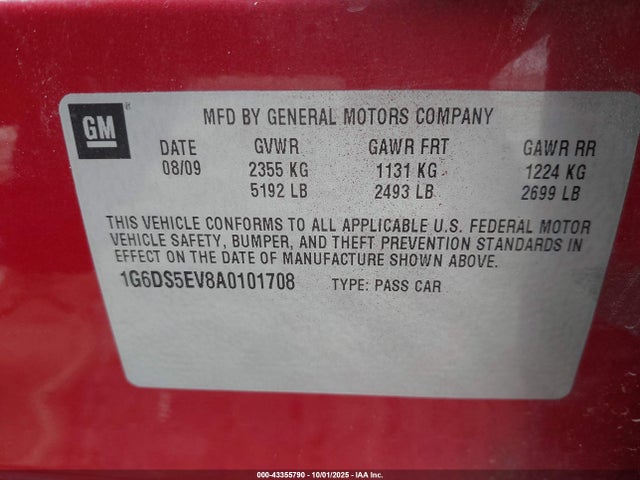 GM
MFD BY GENERAL MOTORS COMPANY
DATE GVWR GAWR FRT GAWR RR
08/09 2355 KG 1131 KG 1224 KG
5192 LB 2493 LB 2699 LB
THIS VEHICLE CONFORMS TO ALL APPLICABLE U.S. FEDERAL MOTOR
VEHICLE SAFETY, BUMPER, AND THEFT PREVENTION STANDARDS IN
EFFECT ON THE DATE OF MANUFACTURE SHOWN ABOVE.
1G6DS5EV8A0101708 TYPE: PASS CAR
000-43355790 - 10/01/2025 - IAA Inc.